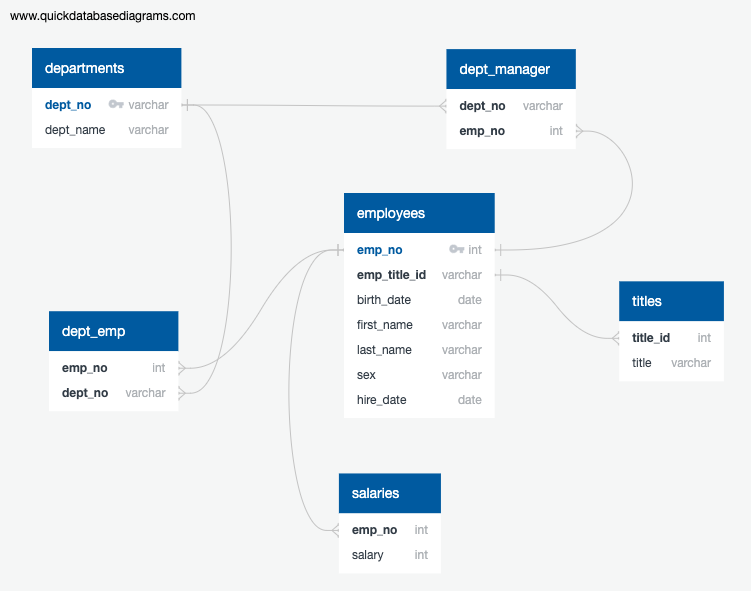 www.quickdatabasediagrams.com
departments
dept_no varchar
dept_name varchar
dept_manager
dept_no varchar
emp_no int
employees
emp_no int
emp_title_id varchar
birth_date date
first_name varchar
last_name varchar
sex varchar
hire_date date
titles
title_id int
title varchar
dept_emp
emp_no int
dept_no varchar
salaries
emp_no int
salary int